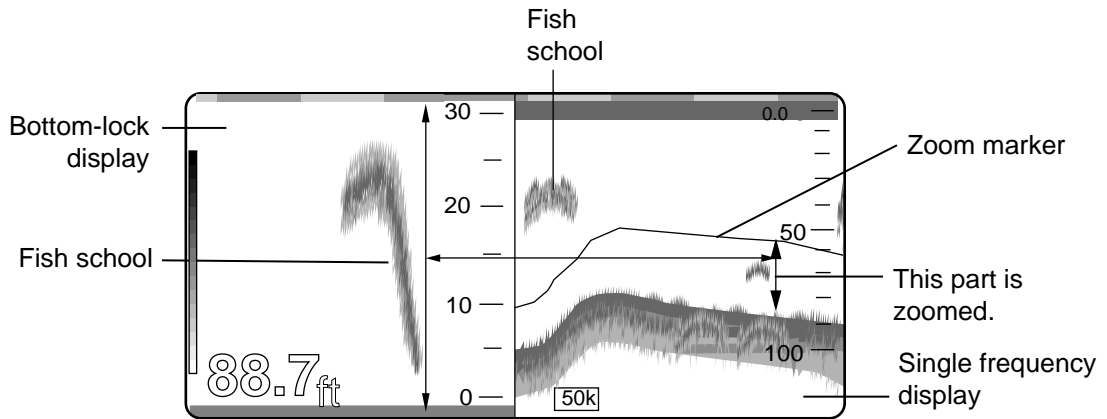 Fish
school
Bottom-lock
display
Fish school
30
20
10
0
88.7ft
0.0
50
100
50k
Zoom marker
This part is
zoomed.
Single frequency
display